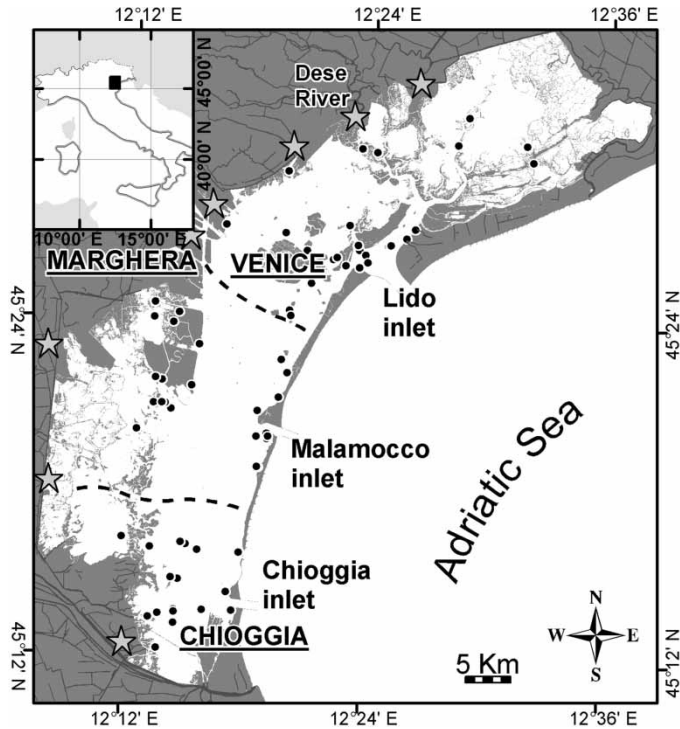 12°12' E
12°24' E
12°36' E
45°00' N
40°00' N
10°00' E
15°00' E
Dese
River
MARGHERA
VENICE
Lido
inlet
45°24' N
45°24' N
Malamocco
inlet
Adriatic Sea
Chioggia
inlet
CHIOGGIA
N
W
E
S
5 Km
45°12' N
45°12' N
12°12' E
12°24' E
12°36' E